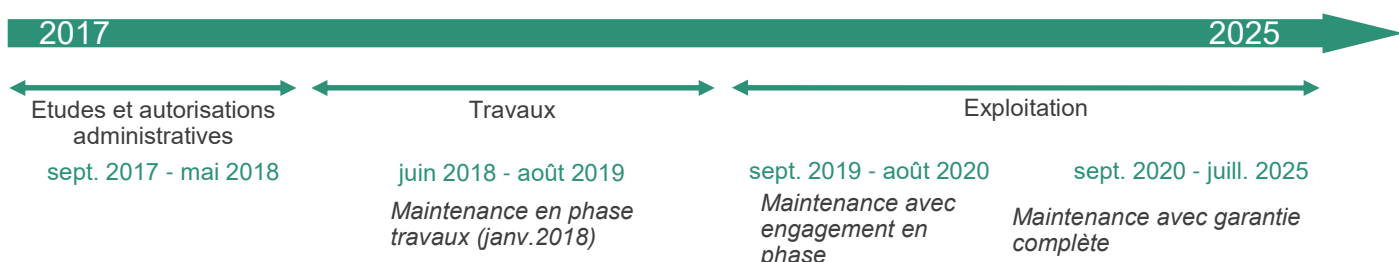 2017
2025
Etudes et autorisations
administratives
Travaux
Exploitation
sept. 2017 - mai 2018
juin 2018 - août 2019
sept. 2019 - août 2020
sept. 2020 - juill. 2025
Maintenance en phase
travaux (janv.2018)
Maintenance avec
engagement en
phase
Maintenance avec garantie
complète